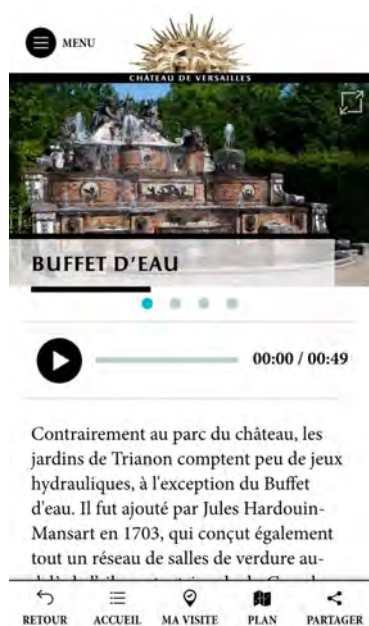 MENU
CHÂTEAU DE VERSAILLES
BUFFET D'EAU
00:00 / 00:49
Contrairement au parc du château, les
jardins de Trianon comptent peu de jeux
hydrauliques, à l'exception du Buffet
d'eau. Il fut ajouté par Jules Hardouin-
Mansart en 1703, qui conçut également
tout un réseau de salles de verdure au-
RETOUR ACCUEIL MA VISITE PLAN PARTAGER